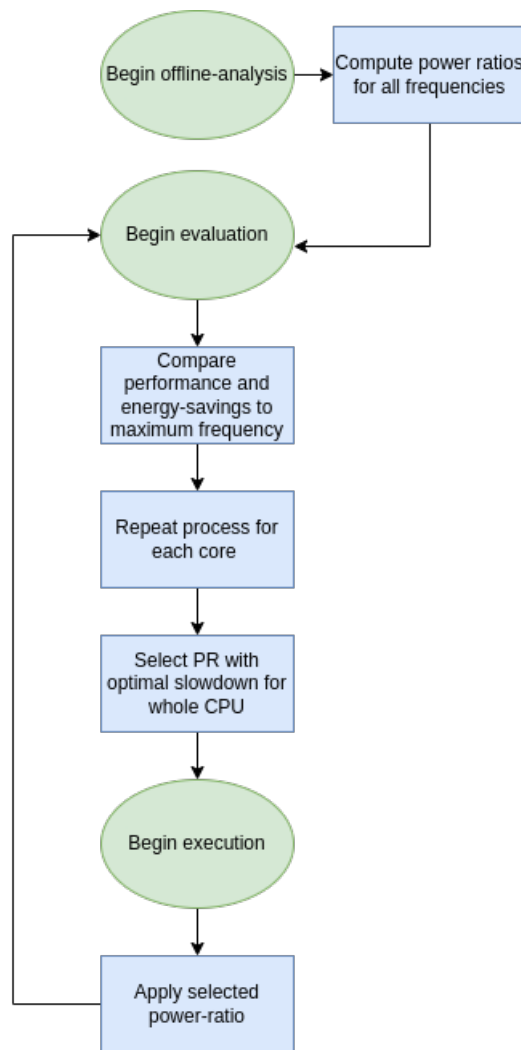 Begin offline-analysis
Compute power ratios
for all frequencies
Begin evaluation
Compare
performance and
energy-savings to
maximum frequency
Repeat process for
each core
Select PR with
optimal slowdown for
whole CPU
Begin execution
Apply selected
power-ratio